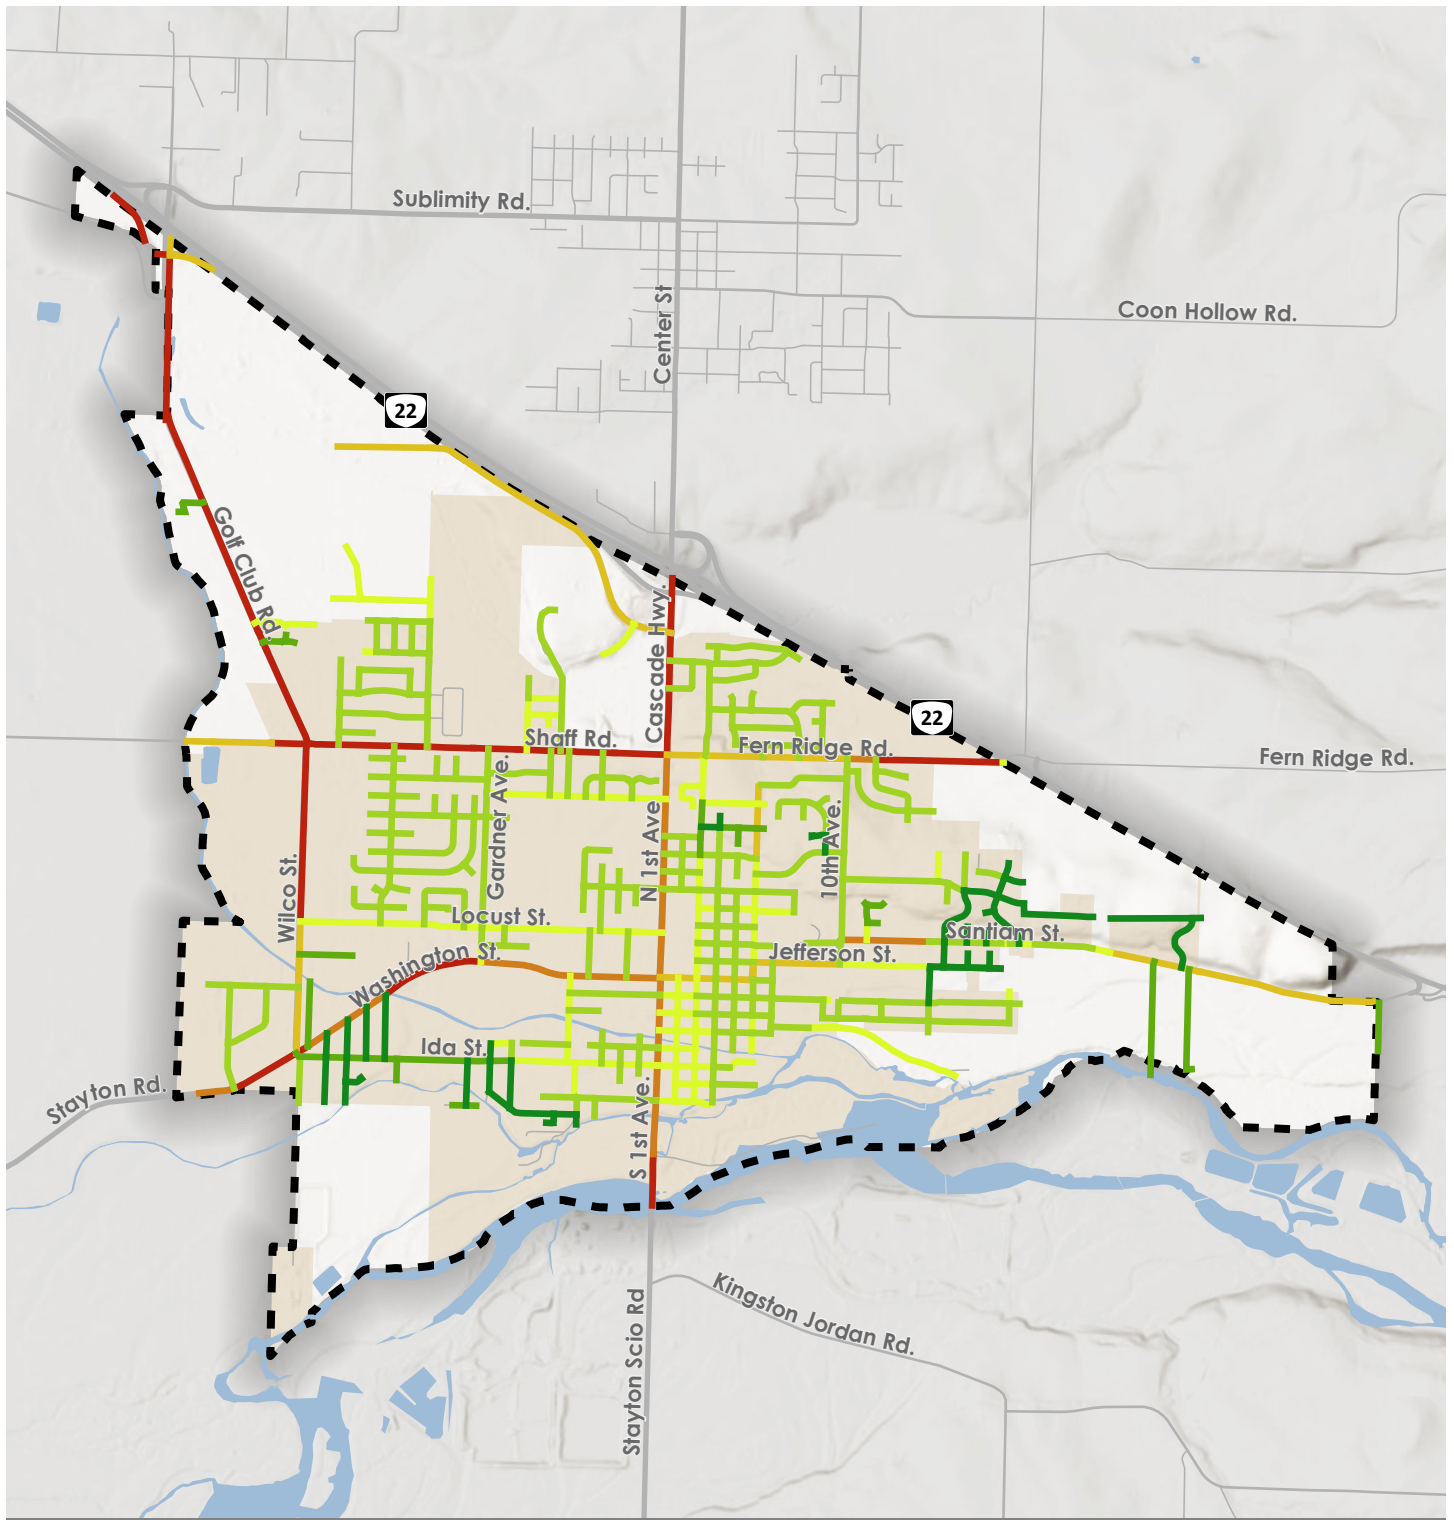 Sublimity Rd.
Center St
Coon Hollow Rd.
22
Golf Club Rd.
Cascade Hwy.
22
Shaff Rd.
Fern Ridge Rd.
Fern Ridge Rd.
Gardner Ave.
N 1st Ave
10th Ave.
Wilco St.
Locust St.
Santiam St.
Washington St.
Jefferson St.
Ida St.
Stayton Rd.
S 1st Ave.
Kingston Jordan Rd.
Stayton Scio Rd